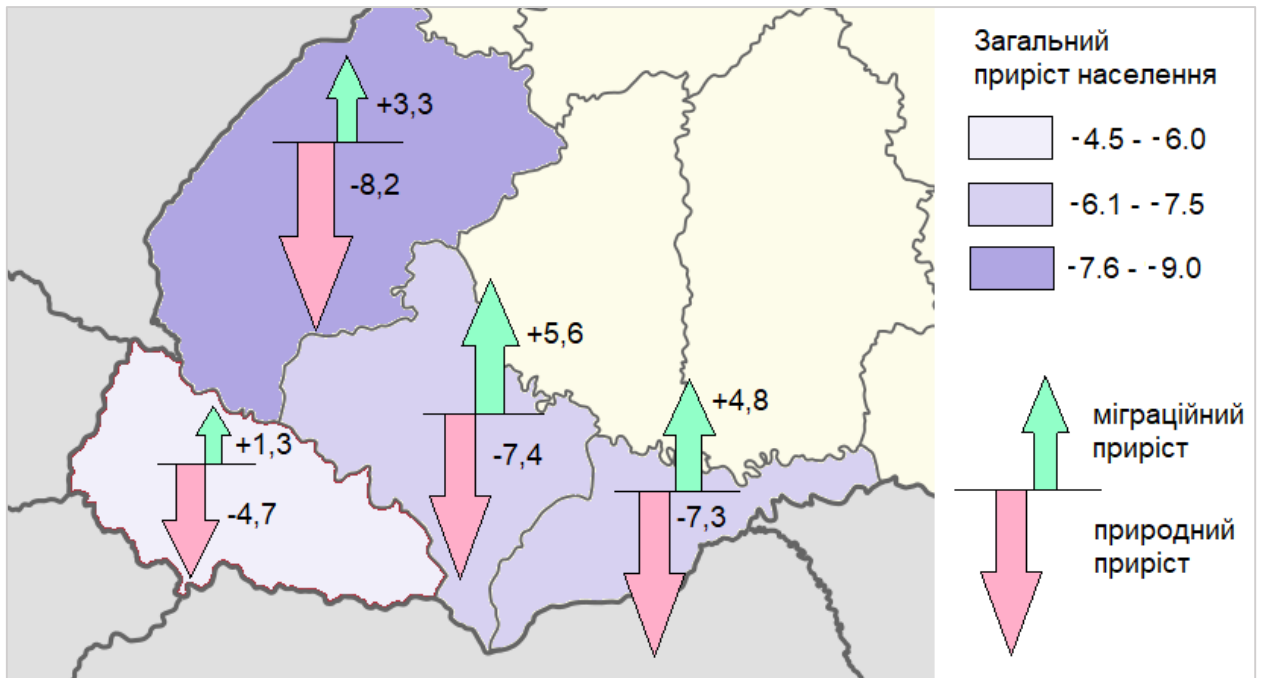 Загальний
приріст населення
-4.5 - -6.0
-6.1 - -7.5
-7.6 - -9.0
+3,3
-8,2
+5,6
-7,4
+4,8
-7,3
+1,3
-4,7
міграційний
приріст
природний
приріст